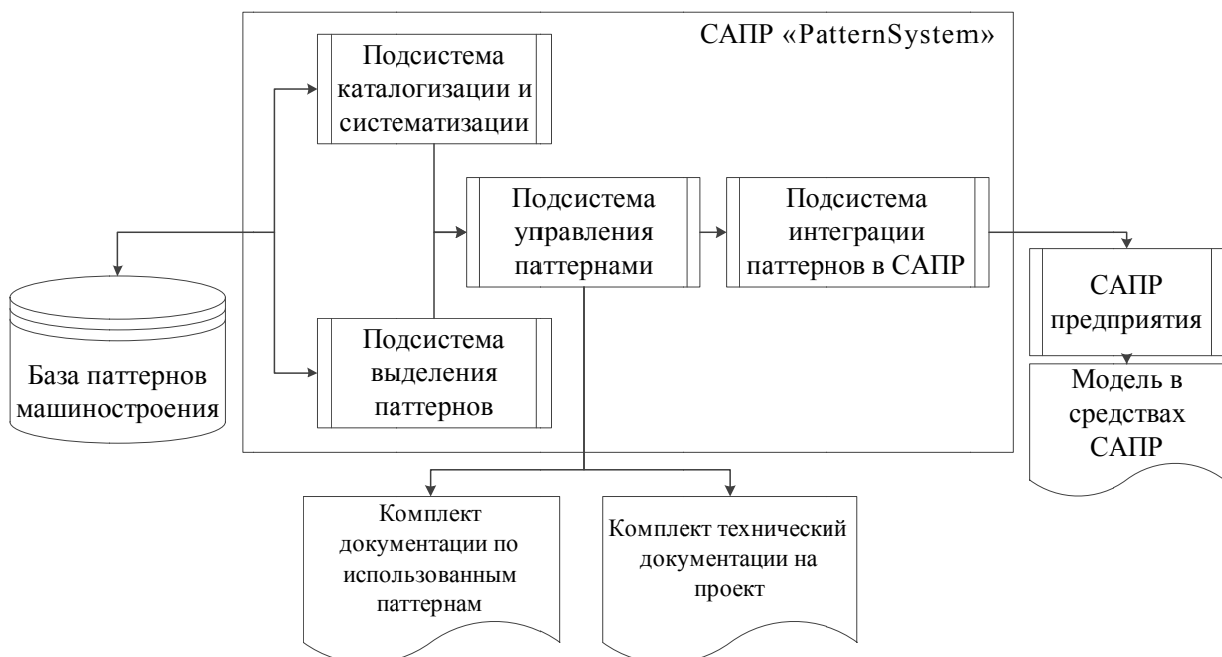 САПР «PatternSystem»
Подсистема
каталогизации и
систематизации
Подсистема
управления
паттернами
Подсистема
интеграции
паттернов в САПР
САПР
предприятия
База паттернов
машиностроения
Подсистема
выделения
паттернов
Модель в
средствах
САПР
Комплект
документации по
использованным
паттернам
Комплект технический
документации на
проект